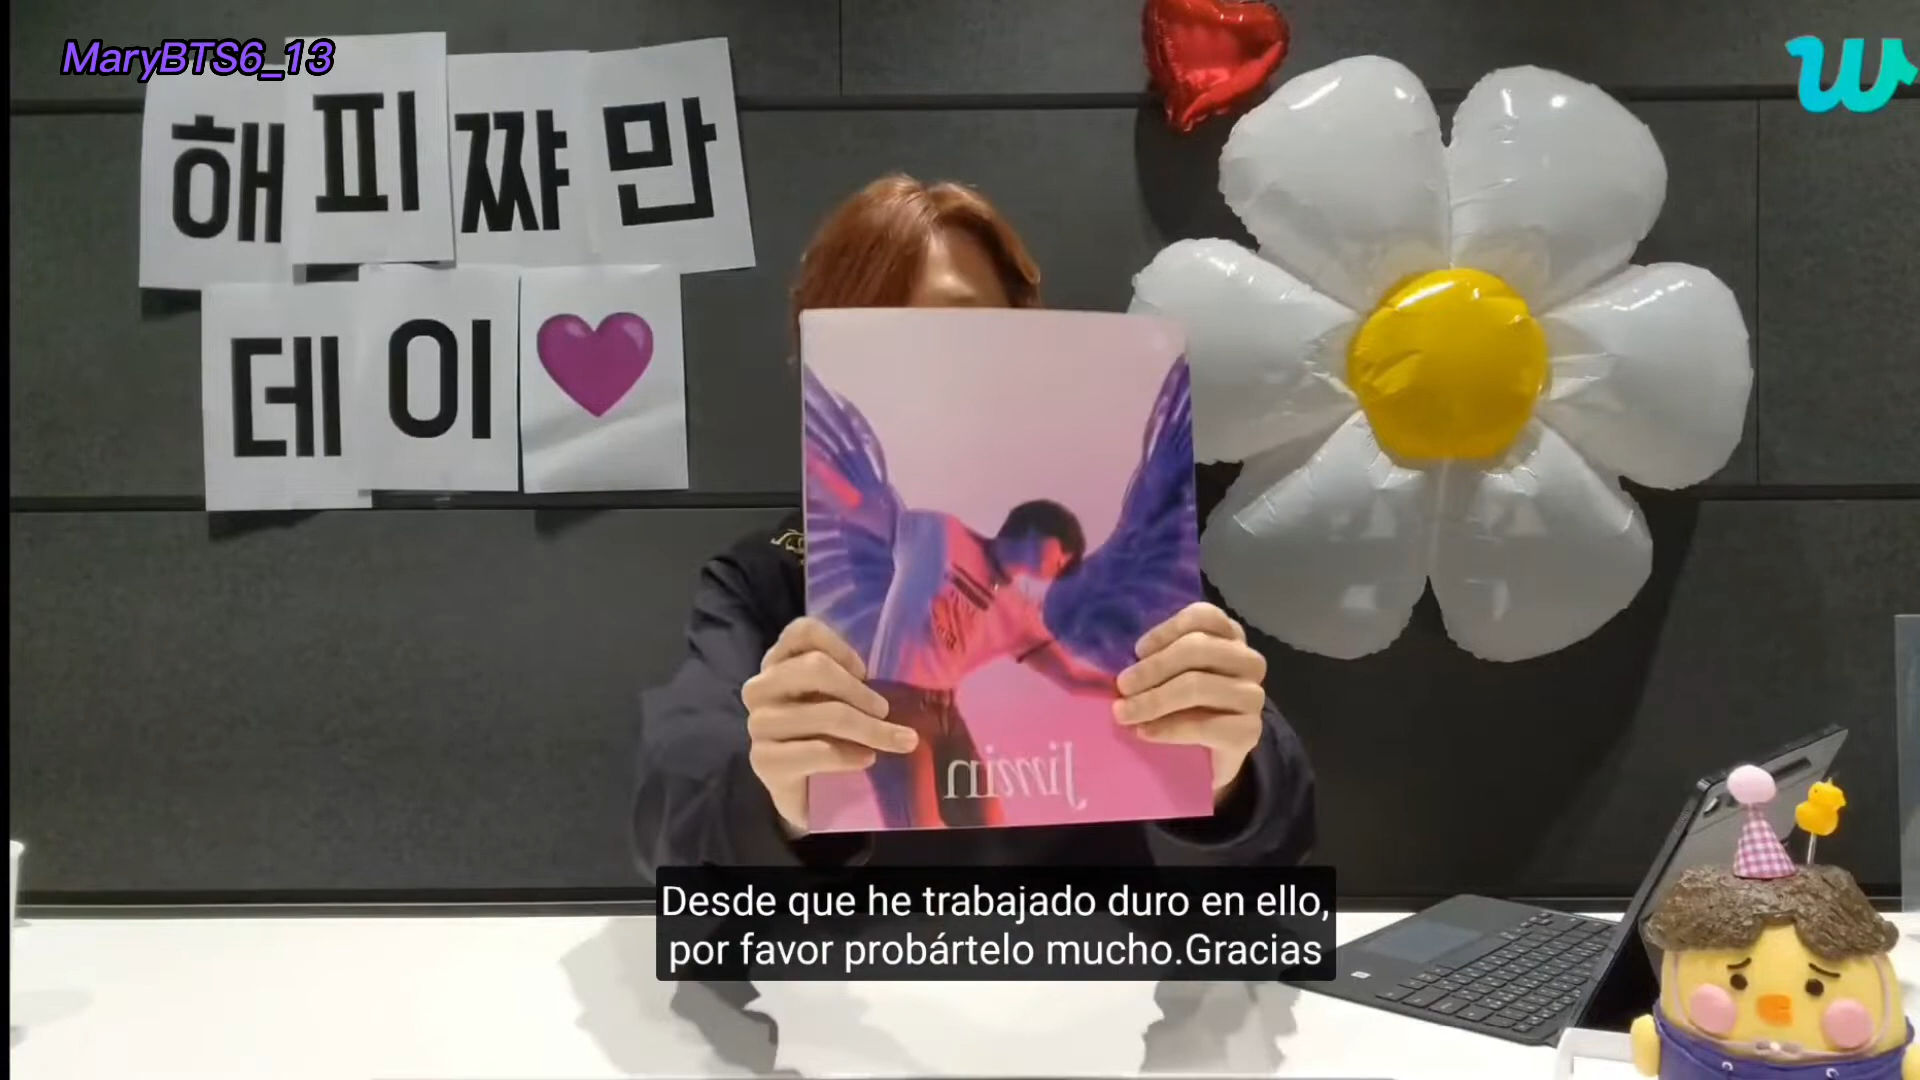 MaryBTS6_13
해피쨔만
데이
Jimin
Desde que he trabajado duro en ello,
por favor probártelo mucho.Gracias